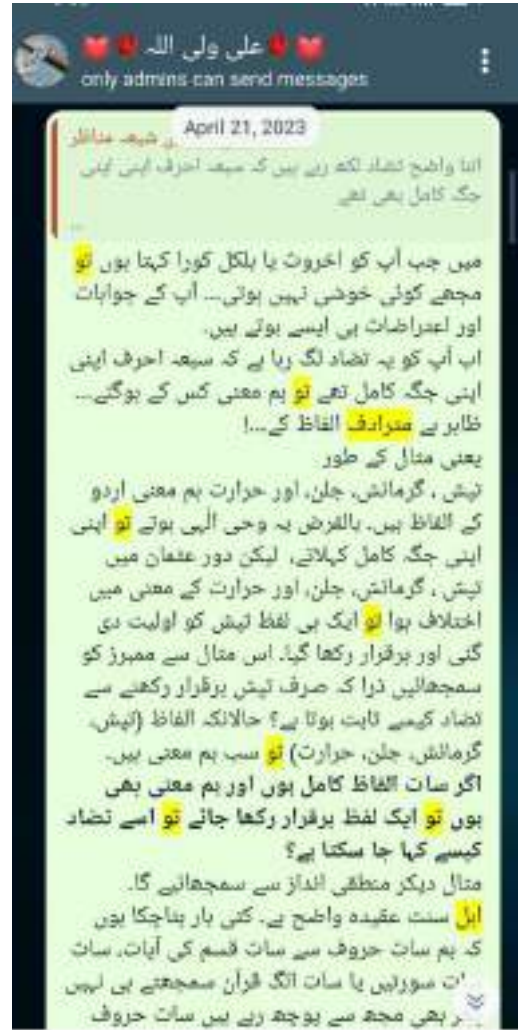 علی ولی اللہ
only admins can send messages
April 21, 2023
شیعہ مناظر
اتنا واضح تضاد لکھ رہے ہیں کہ سبعہ احرف اپنی اپنی
جگہ کامل بھی تھے
...
میں جب آپ کو اخروٹ یا بلکل کورا کہتا ہوں تو
مجھے کوئی خوشی نہیں ہوتی... آپ کے جوابات
اور اعتراضات ہی ایسے ہوتے ہیں.
اب آپ کو یہ تضاد لگ رہا ہے کہ سبعہ احرف اپنی
اپنی جگہ کامل تھے تو ہم معنی کس کے ہوگئے...
ظاہر ہے مترادف الفاظ کے...!
یعنی مثال کے طور
تپش ، گرمائش، جلن، اور حرارت ہم معنی اردو
کے الفاظ ہیں. بالفرض یہ وحی الٰہی ہوتے تو اپنی
اپنی جگہ کامل کہلاتے، لیکن دور عثمان میں
تپش ، گرمائش، جلن، اور حرارت کے معنی میں
اختلاف ہوا تو ایک ہی لفظ تپش کو اولیت دی
گئی اور برقرار رکھا گیا. اس مثال سے ممبرز کو
سمجھائیں ذرا کہ صرف تپش برقرار رکھنے سے
تضاد کیسے ثابت ہوتا ہے؟ حالانکہ الفاظ (تپش،
گرمائش، جلن، حرارت) تو سب ہم معنی ہیں.
اگر سات الفاظ کامل ہوں اور ہم معنی بھی
ہوں تو ایک لفظ برقرار رکھا جائے تو اسے تضاد
کیسے کہا جا سکتا ہے؟
مثال دیکر منطقی انداز سے سمجھائیے گا.
اہل سنت عقیدہ واضح ہے. کئی بار بتاچکا ہوں
کہ ہم سات حروف سے سات قسم کی آیات، سات
سورتیں یا سات الگ قرآن سمجھتے ہی نہیں
بھی مجھ سے پوچھ رہے ہیں سات حروف